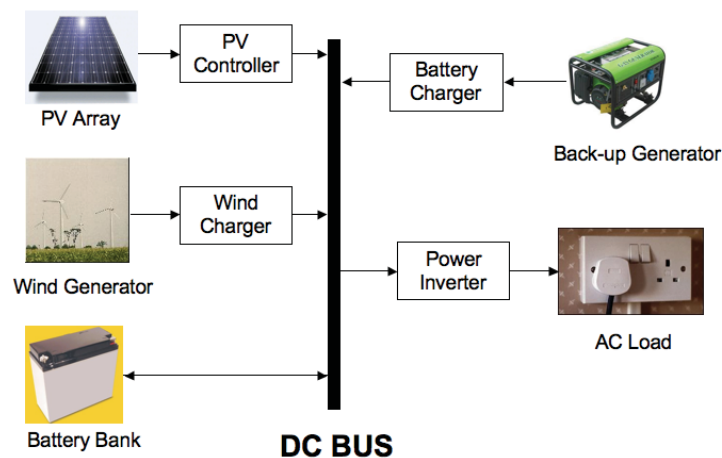 PV
Controller
PV Array
Battery
Charger
Back-up Generator
Wind
Charger
Wind Generator
Power
Inverter
AC Load
Battery Bank
DC BUS